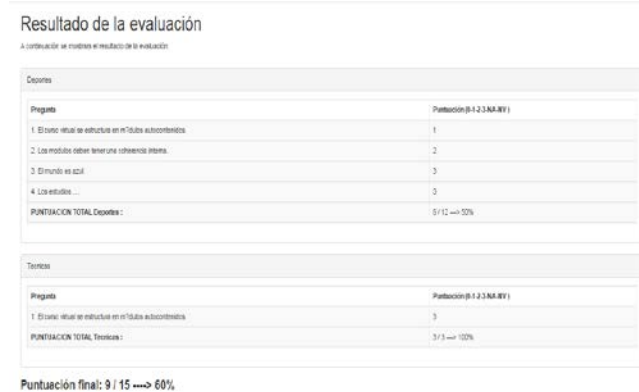 Resultado de la evaluación
A continuación se mostrara el resultado de la evaluación
Deportes
Pregunta Puntuación (0-1-2-3-NA-NV )
1. El curso virtual se estructura en m?dulos autocontenidos. 1
2. Los modulos deben tener una coherencia interna. 2
3. El mundo es azul 3
4. Los estudios .... 0
PUNTUACION TOTAL Deportes : 6 / 12 ---> 50%
Tecnicas
Pregunta Puntuación (0-1-2-3-NA-NV )
1. El curso virtual se estructura en m?dulos autocontenidos. 3
PUNTUACION TOTAL Tecnicas : 3 / 3 ---> 100%
Puntuación final: 9 / 15 ----> 60%